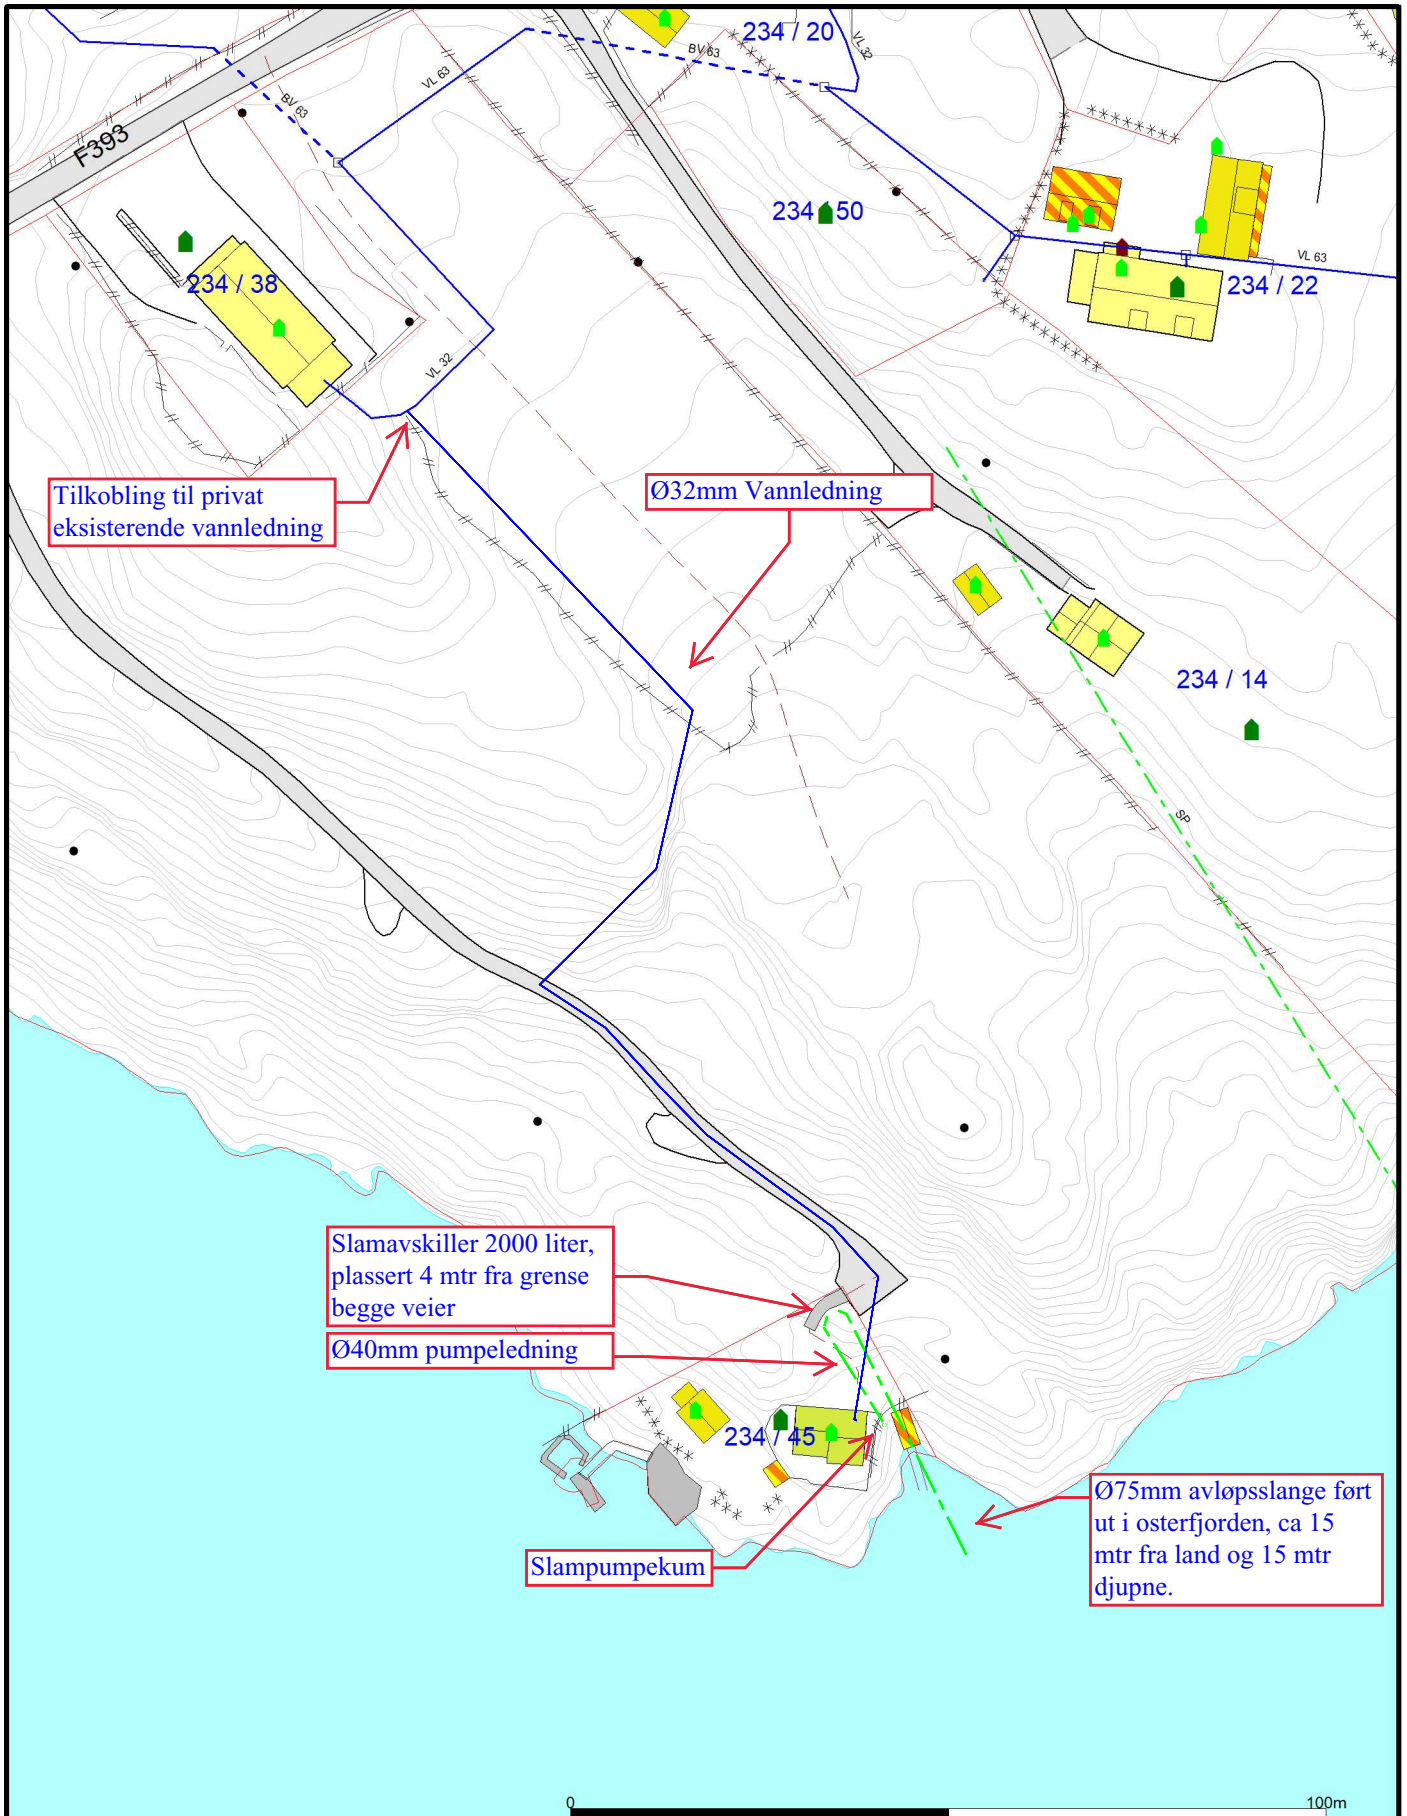 234 / 20
VL 32
BV 63
VL 63
BV 63
F393
234 / 50
VL 63
234 / 22
234 / 38
VL 32
Tilkobling til privat
eksisterende vannledning
Ø32mm Vannledning
234 / 14
SP
Slamavskiller 2000 liter,
plassert 4 mtr fra grense
begge veier
Ø40mm pumpeledning
234 / 45
Ø75mm avløpsslange ført
ut i osterfjorden, ca 15
mtr fra land og 15 mtr
djupne.
Slampumpekum
0
100m